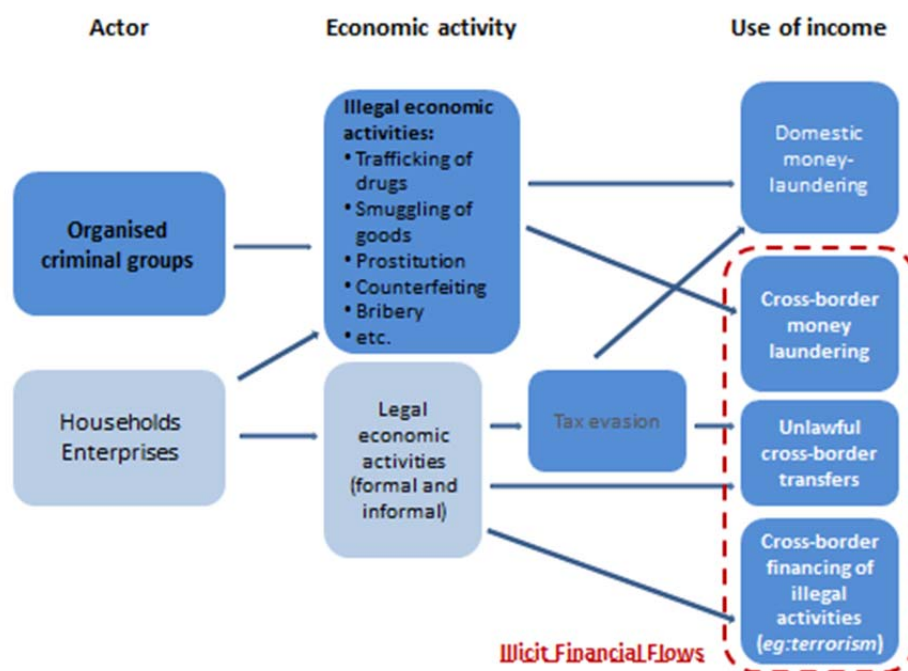 Actor
Economic activity
Use of income
Organised
criminal groups
Households
Enterprises
Illegal economic
activities:
• Trafficking of
drugs
• Smuggling of
goods
• Prostitution
• Counterfeiting
• Bribery
• etc.
Legal
economic
activities
(formal and
informal)
Tax evasion
Domestic
money-
laundering
Cross-border
money
laundering
Unlawful
cross-border
transfers
Cross-border
financing of
illegal
activities
(eg:terrorism)
Illicit Financial Flows